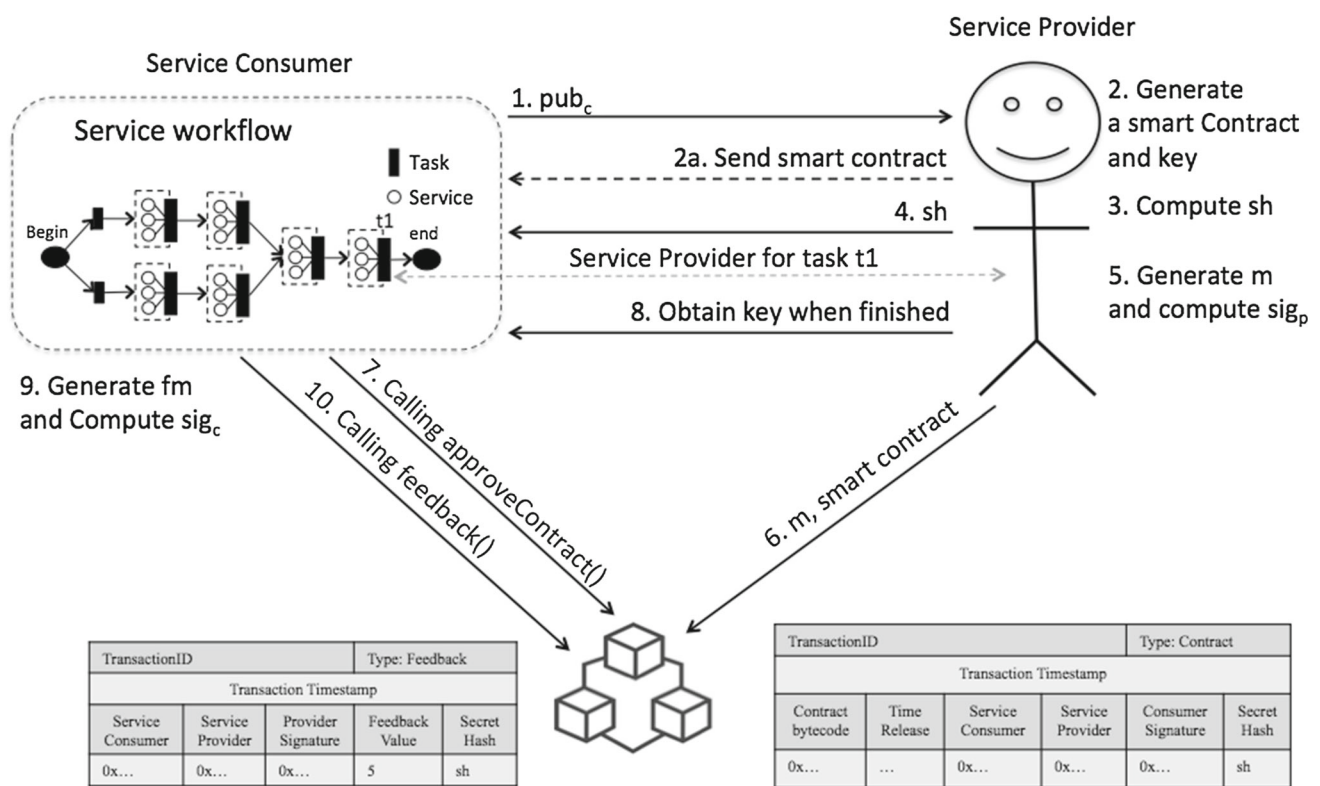 Service Provider
Service Consumer
1. pubc
2. Generate
a smart Contract
and key
Service workflow
2a. Send smart contract
Task
Service
t1
4. sh
3. Compute sh
Begin
end
Service Provider for task t1
5. Generate m
and compute sigp
8. Obtain key when finished
9. Generate fm
and Compute sigc
7. Calling approveContract()
10. Calling feedback()
6. m, smart contract
TransactionID Type: Feedback
Transaction Timestamp
Service Service Provider Feedback Secret
Consumer Provider Signature Value Hash
0x... 0x... 0x... 5 sh
TransactionID Type: Contract
Transaction Timestamp
Contract Time Service Service Consumer Secret
bytecode Release Consumer Provider Signature Hash
0x... ... 0x... 0x... 0x... sh